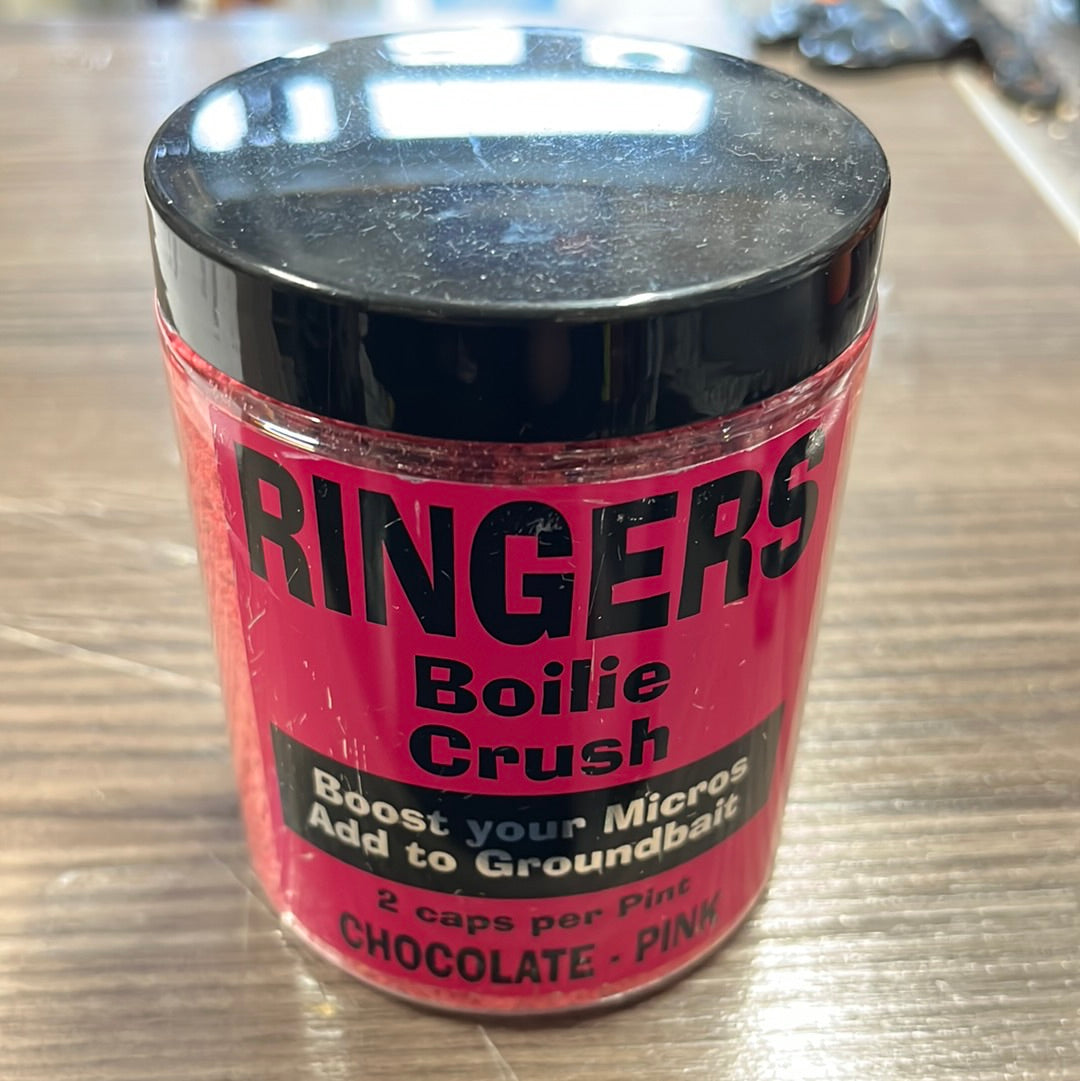 RINGERS
Boilie
Crush
Boost your Micros
Add to Groundbait
2 caps per Pint
CHOCOLATE - PINK